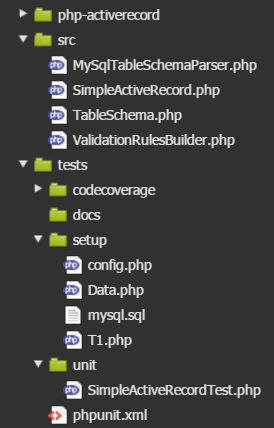 php-activerecord
src
MySqlTableSchemaParser.php
SimpleActiveRecord.php
TableSchema.php
ValidationRulesBuilder.php
tests
codecoverage
docs
setup
config.php
Data.php
mysql.sql
T1.php
unit
SimpleActiveRecordTest.php
phpunit.xml